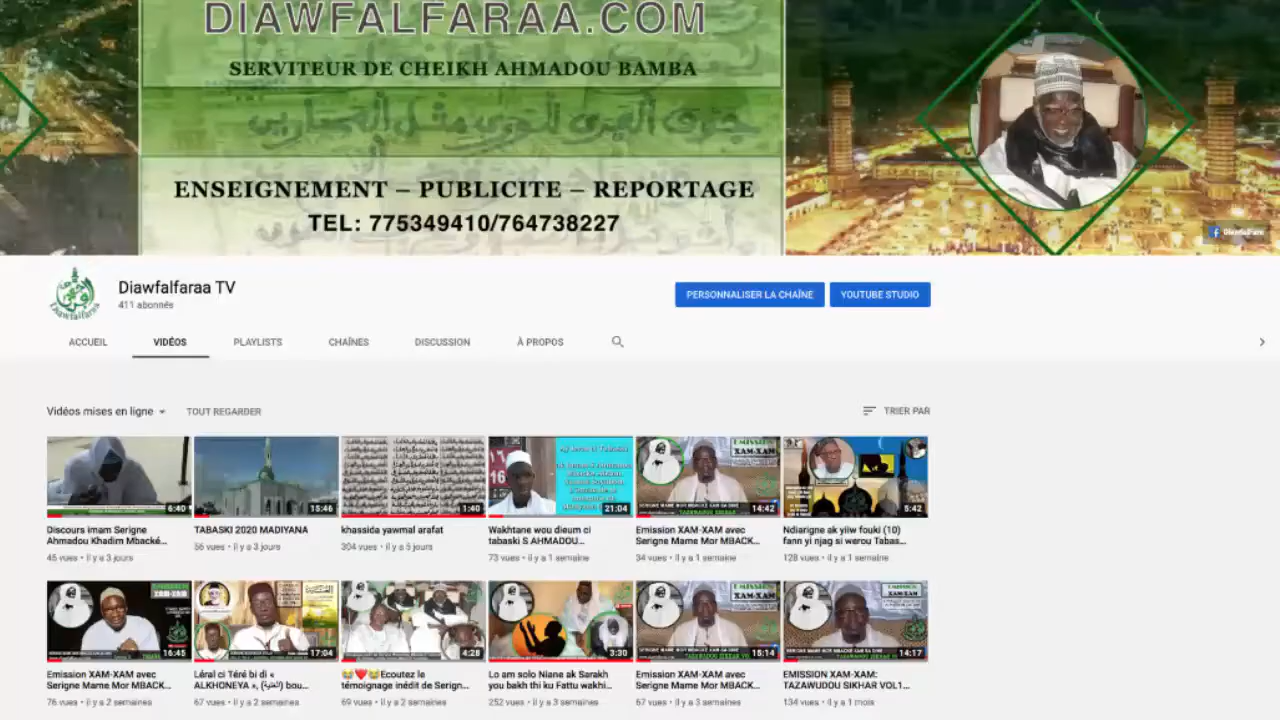 DIAWFALFARAA.COM
SERVITEUR DE CHEIKH AHMADOU BAMBA
ENSEIGNEMENT – PUBLICITE – REPORTAGE
TEL: 775349410/764738227
DiawfalFara
Diawfalfaraa TV
411 abonnés
PERSONNALISER LA CHAÎNE
YOUTUBE STUDIO
ACCUEIL VIDÉOS PLAYLISTS CHAÎNES DISCUSSION À PROPOS
Vidéos mises en ligne TOUT REGARDER TRIER PAR
6:40 15:46 1:40 21:04 14:42 5:42
EMISSION
XAM-XAM
Discours imam Serigne
Ahmadou Khadim Mbacké...
45 vues • il y a 3 jours
TABASKI 2020 MADIYANA
56 vues • il y a 3 jours
khassida yawmal arafat
304 vues • il y a 5 jours
Wakhtane wou dieum ci
tabaski S AHMADOU...
73 vues • il y a 1 semaine
Emission XAM-XAM avec
Serigne Mame Mor MBACK...
34 vues • il y a 1 semaine
Ndiarigne ak yiiw fouki (10)
fann yi njag si werou Tabas...
128 vues • il y a 1 semaine
16:45 17:04 4:28 3:30 15:14 14:17
Emission XAM-XAM avec
Serigne Mame Mor MBACK...
76 vues • il y a 2 semaines
Léral ci Téré bi di «
ALKHONEYA », (الغنية) bou...
67 vues • il y a 2 semaines
😭❤️😭Ecoutez le
témoignage inédit de Serign...
69 vues • il y a 2 semaines
Lo am solo Niane ak Sarakh
you bakh thi ku Fattu wakhi...
252 vues • il y a 3 semaines
Emission XAM-XAM avec
Serigne Mame Mor MBACK...
67 vues • il y a 3 semaines
EMISSION XAM-XAM:
TAZAWUDOU SIKHAR VOL1...
134 vues • il y a 1 mois